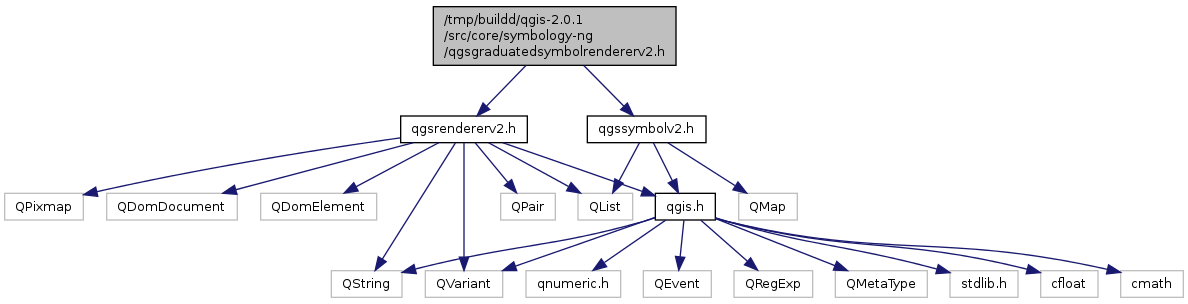 /tmp/buildd/qgis-2.0.1
/src/core/symbology-ng
/qgsgraduatedsymbolrendererv2.h
qgsrendererv2.h
qgssymbolv2.h
QPixmap
QDomDocument
QDomElement
QPair
QList
qgis.h
QMap
QString
QVariant
qnumeric.h
QEvent
QRegExp
QMetaType
stdlib.h
cfloat
cmath